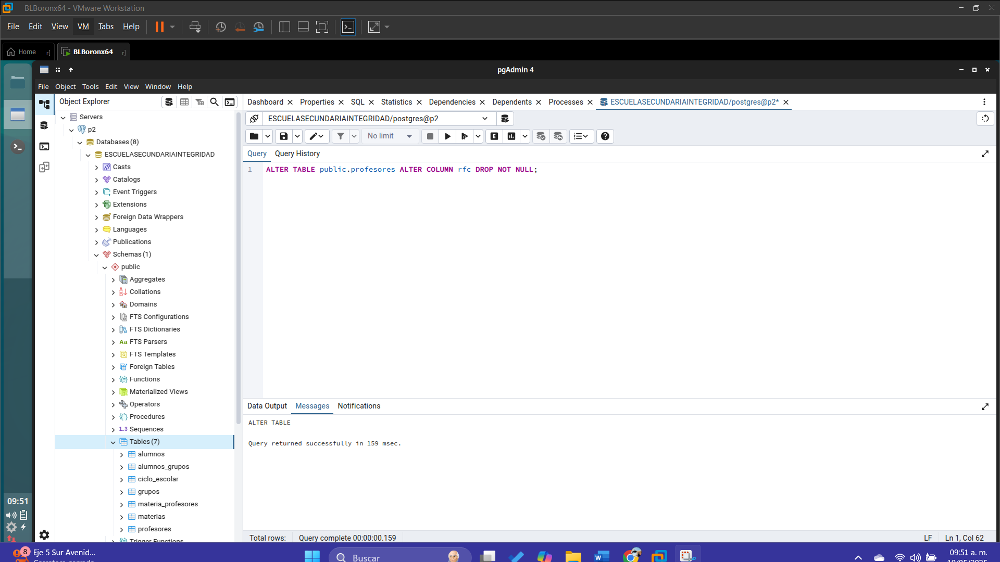 BLBoronx64 - VMware Workstation
File Edit View VM Tabs Help
Home
BLBoronx64
pgAdmin 4
File Object Tools Edit View Window Help
Object Explorer
Dashboard Properties SQL Statistics Dependencies Dependents Processes ESCUELASECUNDARIAINTEGRIDAD/postgres@p2*
Servers
p2
Databases (8)
ESCUELASECUNDARIAINTEGRIDAD
Casts
Catalogs
Event Triggers
Extensions
Foreign Data Wrappers
Languages
Publications
Schemas (1)
public
Aggregates
Collations
Domains
FTS Configurations
FTS Dictionaries
Aa FTS Parsers
FTS Templates
Foreign Tables
Functions
Materialized Views
Operators
Procedures
1..3 Sequences
Tables (7)
alumnos
alumnos_grupos
ciclo_escolar
grupos
materia_profesores
materias
profesores
Trigger Functions
ESCUELASECUNDARIAINTEGRIDAD/postgres@p2
No limit
E
Query Query History
1 ALTER TABLE public.profesores ALTER COLUMN rfc DROP NOT NULL;
Data Output Messages Notifications
ALTER TABLE
Query returned successfully in 159 msec.
Total rows: Query complete 00:00:00.159 LF Ln 1, Col 62
09:51
8
Eje 5 Sur Avenid...
Buscar
09:51 a. m.